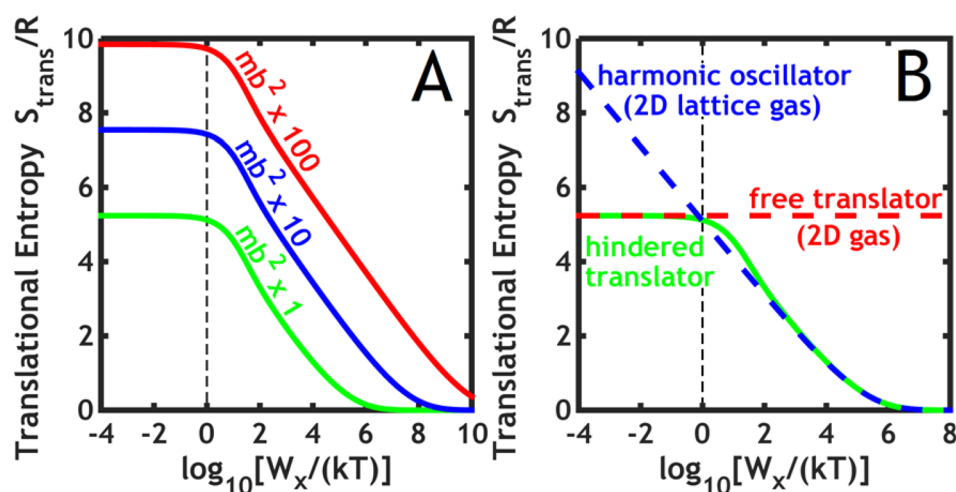 Translational Entropy S_trans/R
10
8
6
4
2
0
A
mb² x 100
mb² x 10
mb² x 1
-4 -2 0 2 4 6 8 10
log₁₀[Wₓ/(kT)]
Translational Entropy S_trans/R
10
8
6
4
2
0
B
harmonic oscillator
(2D lattice gas)
free translator
(2D gas)
hindered
translator
-4 -2 0 2 4 6 8
log₁₀[Wₓ/(kT)]